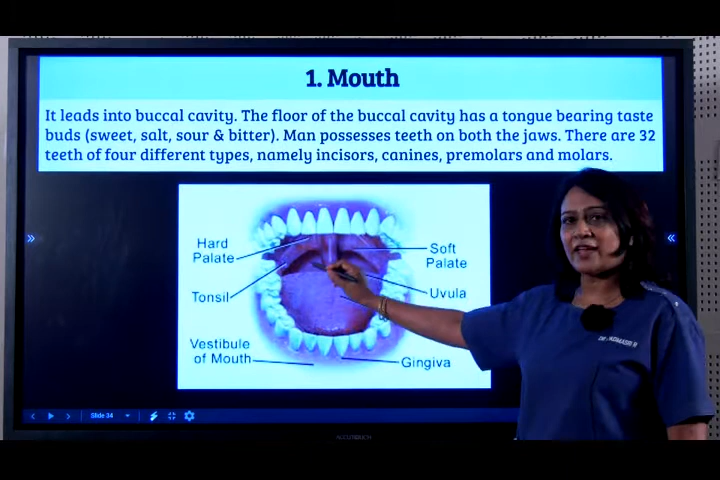 1. Mouth
It leads into buccal cavity. The floor of the buccal cavity has a tongue bearing taste
buds (sweet, salt, sour & bitter). Man possesses teeth on both the jaws. There are 32
teeth of four different types, namely incisors, canines, premolars and molars.
Hard
Palate
Soft
Palate
Tonsil
Uvula
Vestibule
of Mouth
Gingiva
Slide 34